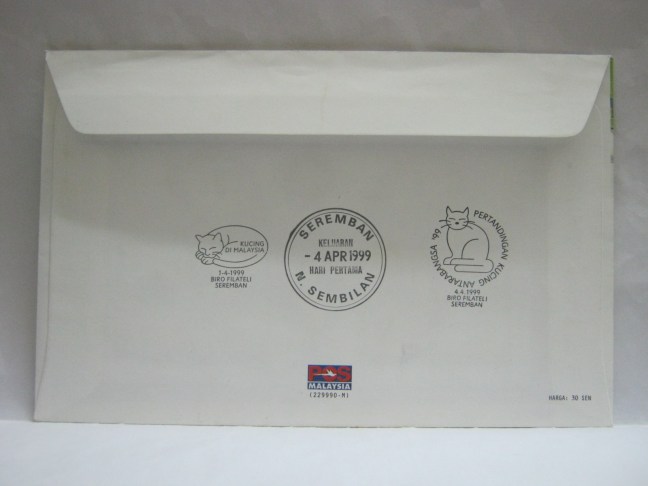 KUCING
DI MALAYSIA
1-4-1999
BIRO FILATELI
SEREMBAN
SEREMBAN
KELUARAN
- 4 APR 1999
HARI PERTAMA
N. SEMBILAN
PERTANDINGAN KUCING ANTARABANGSA '99
4.4.1999
BIRO FILATELI
SEREMBAN
POS
MALAYSIA
(229990-M)
HARGA: 30 SEN